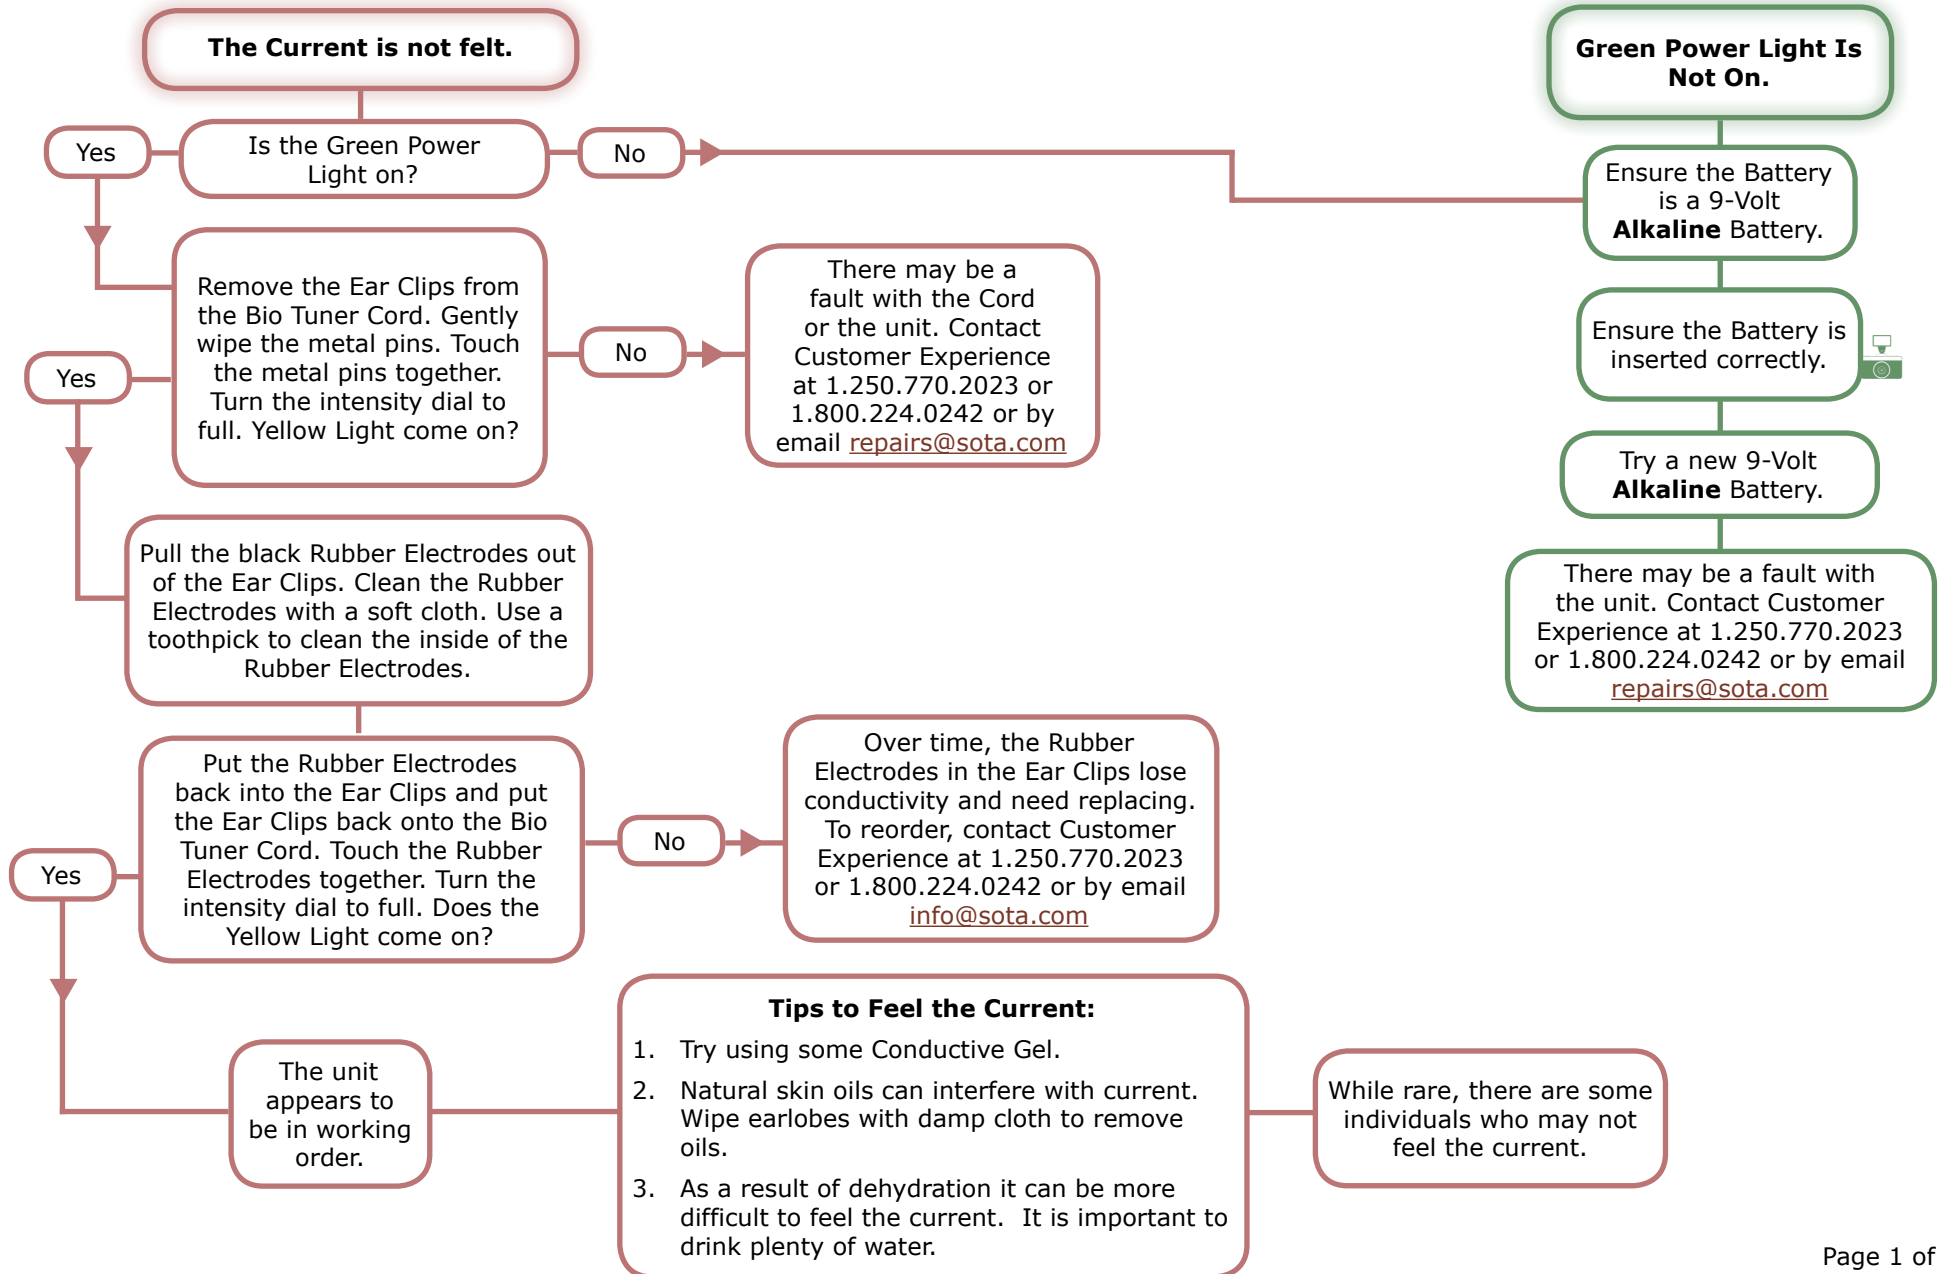 The Current is not felt.
Is the Green Power
Light on?
Yes
No
Remove the Ear Clips from
the Bio Tuner Cord. Gently
wipe the metal pins. Touch
the metal pins together.
Turn the intensity dial to
full. Yellow Light come on?
Yes
No
There may be a
fault with the Cord
or the unit. Contact
Customer Experience
at 1.250.770.2023 or
1.800.224.0242 or by
email repairs@sota.com
Pull the black Rubber Electrodes out
of the Ear Clips. Clean the Rubber
Electrodes with a soft cloth. Use a
toothpick to clean the inside of the
Rubber Electrodes.
Put the Rubber Electrodes
back into the Ear Clips and put
the Ear Clips back onto the Bio
Tuner Cord. Touch the Rubber
Electrodes together. Turn the
intensity dial to full. Does the
Yellow Light come on?
Yes
No
Over time, the Rubber
Electrodes in the Ear Clips lose
conductivity and need replacing.
To reorder, contact Customer
Experience at 1.250.770.2023
or 1.800.224.0242 or by email
info@sota.com
The unit
appears to
be in working
order.
Tips to Feel the Current:
1. Try using some Conductive Gel.
2. Natural skin oils can interfere with current.
Wipe earlobes with damp cloth to remove
oils.
3. As a result of dehydration it can be more
difficult to feel the current.  It is important to
drink plenty of water.
While rare, there are some
individuals who may not
feel the current.
Green Power Light Is
Not On.
Ensure the Battery
is a 9-Volt
Alkaline Battery.
Ensure the Battery is
inserted correctly.
Try a new 9-Volt
Alkaline Battery.
There may be a fault with
the unit. Contact Customer
Experience at 1.250.770.2023
or 1.800.224.0242 or by email
repairs@sota.com
Page 1 of